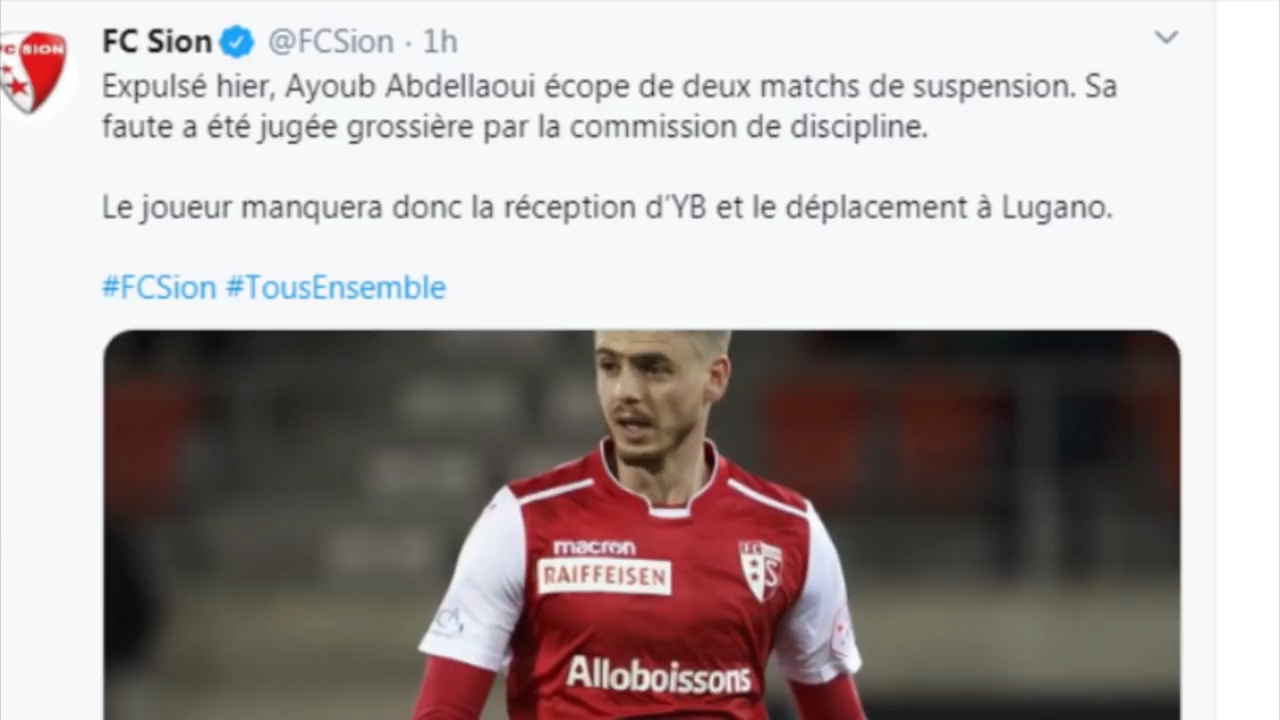 FC Sion @FCSion · 1h
Expulsé hier, Ayoub Abdellaoui écope de deux matchs de suspension. Sa
faute a été jugée grossière par la commission de discipline.
Le joueur manquera donc la réception d'YB et le déplacement à Lugano.
#FCSion #TousEnsemble
macron
RAIFFEISEN
Alloboissons